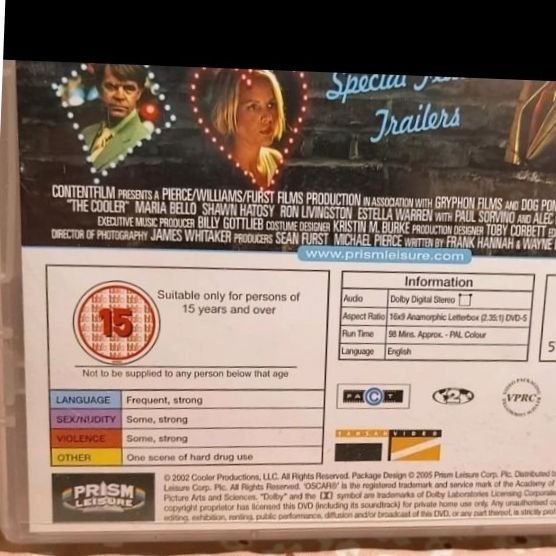 Special
Trailers
CONTENTFILM PRESENTS A PIERCE/WILLIAMS/FURST FILMS PRODUCTION IN ASSOCIATION WITH GRYPHON FILMS AND DOG PON
"THE COOLER" MARIA BELLO SHAWN HATOSY RON LIVINGSTON ESTELLA WARREN WITH PAUL SORVINO AND ALEC
EXECUTIVE MUSIC PRODUCER BILLY GOTTLIEB COSTUME DESIGNER KRISTIN M. BURKE PRODUCTION DESIGNER TOBY CORBETT ED
DIRECTOR OF PHOTOGRAPHY JAMES WHITAKER PRODUCERS SEAN FURST MICHAEL PIERCE WRITTEN BY FRANK HANNAH & WAYNE
www.prismleisure.com
15
Suitable only for persons of
15 years and over
Not to be supplied to any person below that age
LANGUAGE Frequent, strong
SEX/NUDITY Some, strong
VIOLENCE Some, strong
OTHER One scene of hard drug use
Information
Audio Dolby Digital Stereo
Aspect Ratio 16x9 Anamorphic Letterbox (2.35:1) DVD-5
Run Time 98 Mins. Approx. - PAL Colour
Language English
5
PACT
2
VPRC
KANSAS VIDEO
PRISM
LEISURE
© 2002 Cooler Productions, LLC. All Rights Reserved. Package Design © 2005 Prism Leisure Corp. Plc. Distributed b
Leisure Corp. Plc. All Rights Reserved. 'OSCAR®' is the registered trademark and service mark of the Academy of
Picture Arts and Sciences. "Dolby" and the symbol are trademarks of Dolby Laboratories Licensing Corpora
copyright proprietor has licensed this DVD (including its soundtrack) for private home use only. Any unauthorised c
editing, exhibition, renting, public performance, diffusion and/or broadcast of this DVD, or any part thereof, is strictly pro